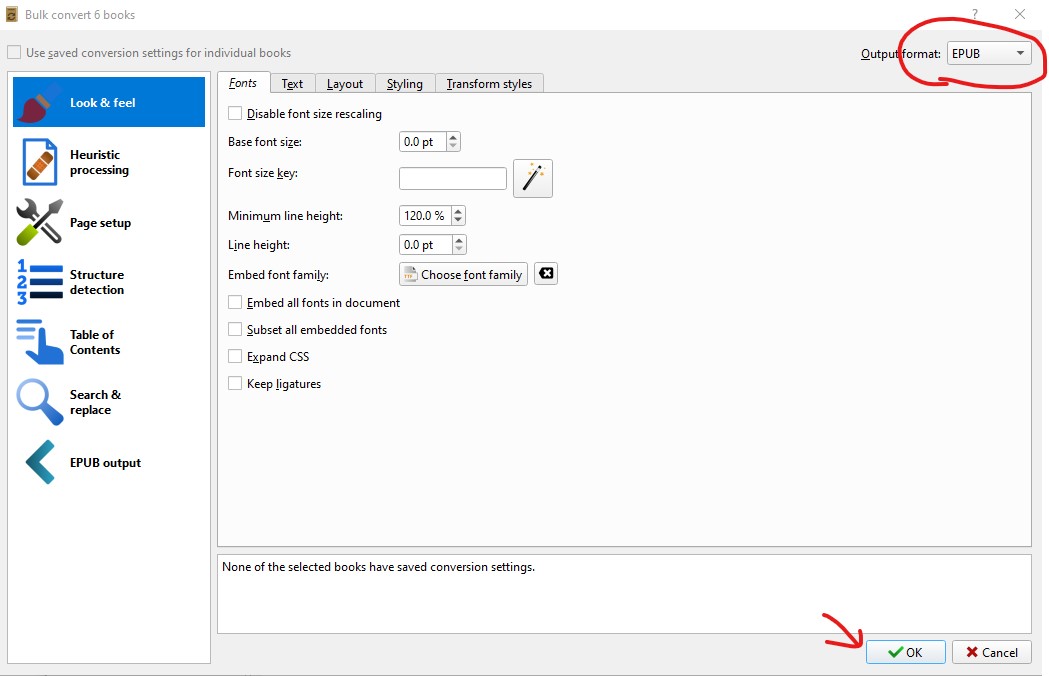 Bulk convert 6 books
?
Use saved conversion settings for individual books
Output format: EPUB
Look & feel
Heuristic
processing
Page setup
1
2
3
Structure
detection
Table of
Contents
Search &
replace
EPUB output
Fonts Text Layout Styling Transform styles
Disable font size rescaling
Base font size: 0.0 pt
Font size key:
Minimum line height: 120.0 %
Line height: 0.0 pt
Embed font family: Choose font family
Embed all fonts in document
Subset all embedded fonts
Expand CSS
Keep ligatures
None of the selected books have saved conversion settings.
OK Cancel